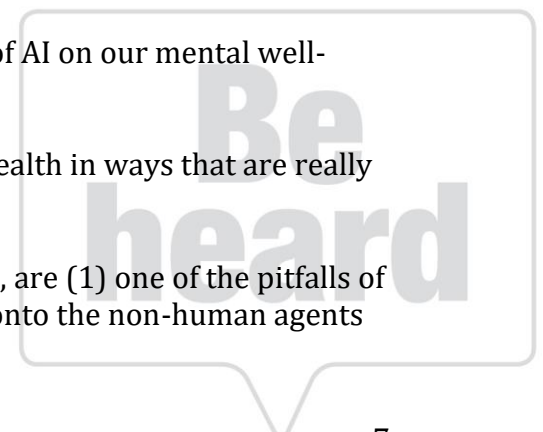 of AI on our mental well-
Be
ealth in ways that are really
heard
, are (1) one of the pitfalls of
onto the non-human agents